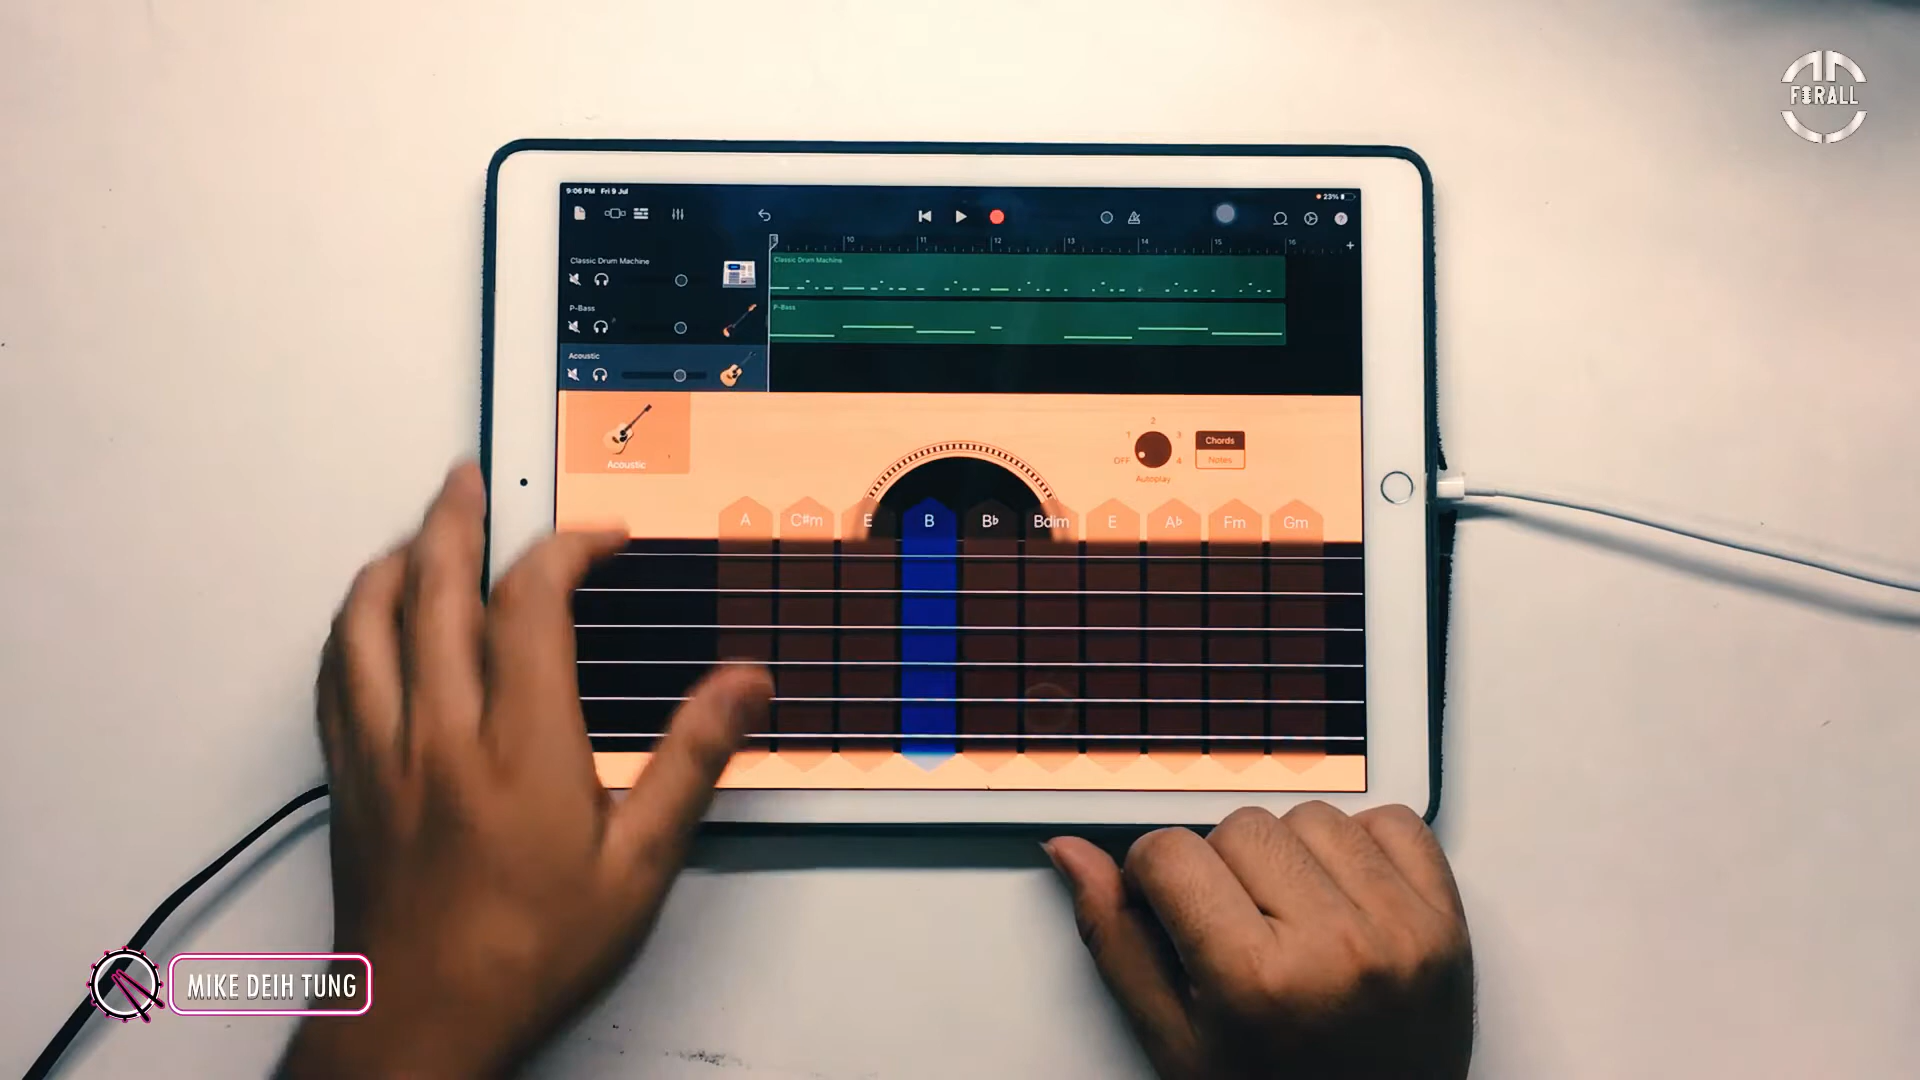 FORALL
9:06 PM Fri 9 Jul
23%
9 10 11 12 13 14 15 16
Classic Drum Machine
Classic Drum Machine
P-Bass
P-Bass
Acoustic
Acoustic
OFF 1 2 3 4
Autoplay
Chords
Notes
A C#m E B B♭ Bdim E A♭ Fm Gm
MIKE DEIH TUNG